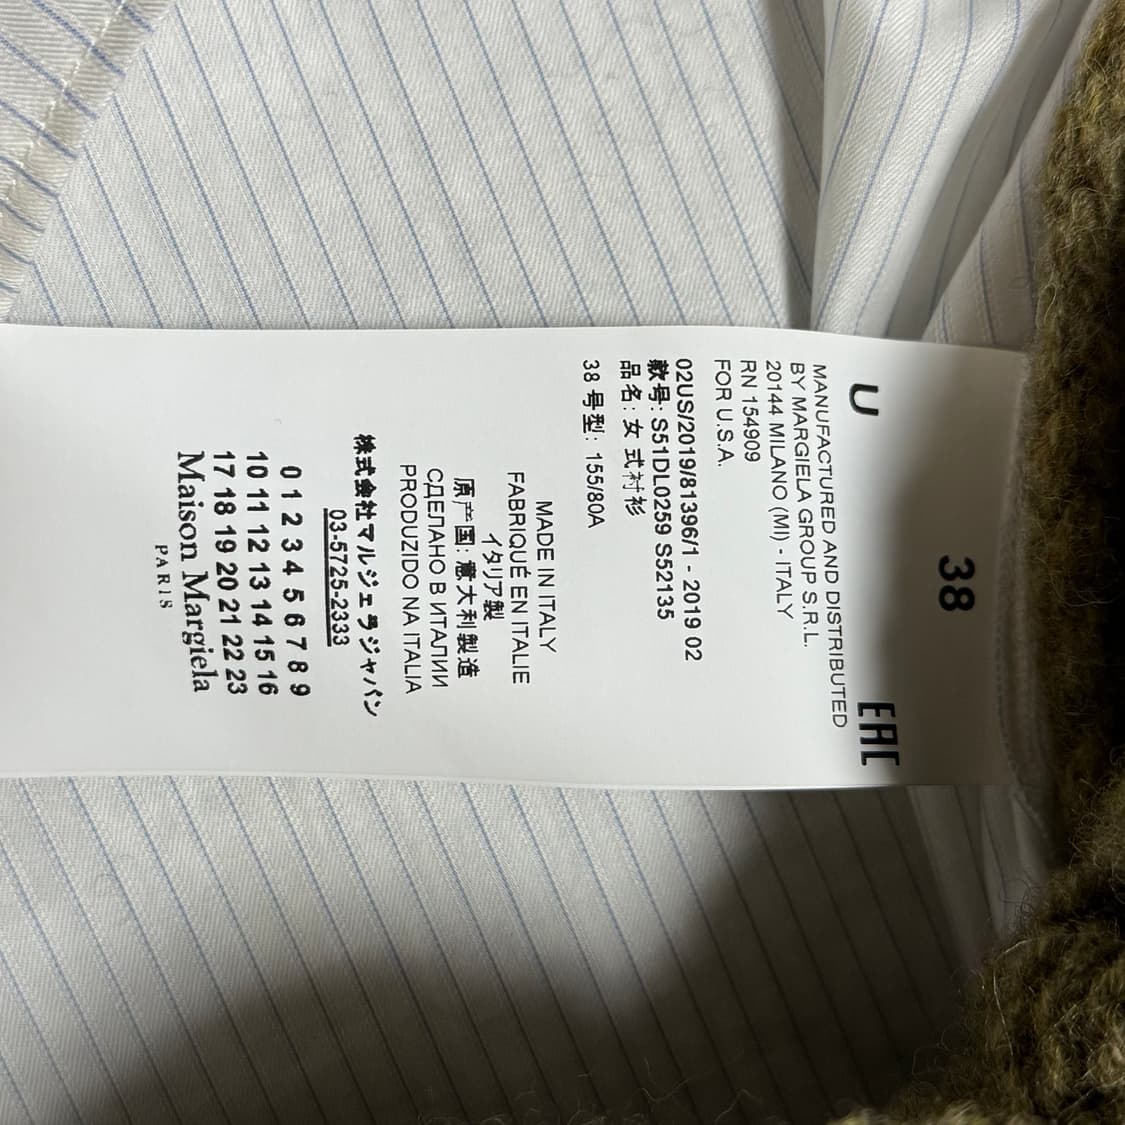 38
U EAC
MANUFACTURED AND DISTRIBUTED
BY MARGIELA GROUP S.R.L.
20144 MILANO (MI) - ITALY
RN 154909
FOR U.S.A.
02US/2019/81396/1 - 2019 02
款号: S51DL0259 S52135
品名: 女式衬衫
38 号型: 155/80A
MADE IN ITALY
FABRIQUÉ EN ITALIE
イタリア製
原产国: 意大利製造
СДЕЛАНО В ИТАЛИИ
PRODUZIDO NA ITALIA
株式会社マルジェラジャパン
03-5725-2333
0 1 2 3 4 5 6 7 8 9
10 11 12 13 14 15 16
17 18 19 20 21 22 23
Maison Margiela
PARIS